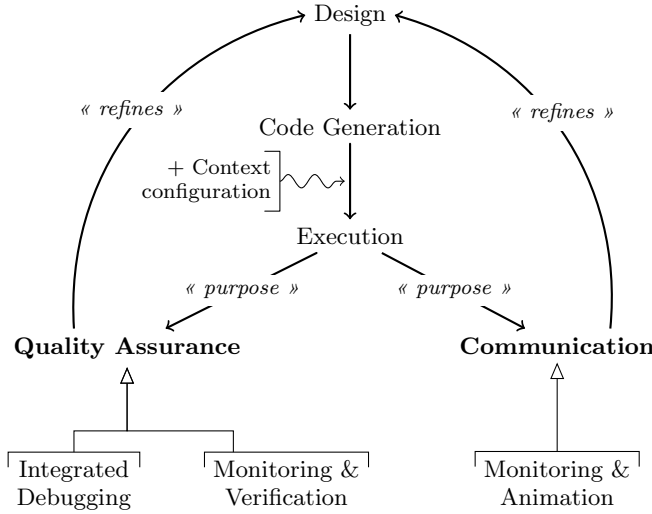 Design
« refines »
« refines »
Code Generation
+ Context
configuration
Execution
« purpose »
« purpose »
Quality Assurance
Communication
Integrated
Debugging
Monitoring &
Verification
Monitoring &
Animation